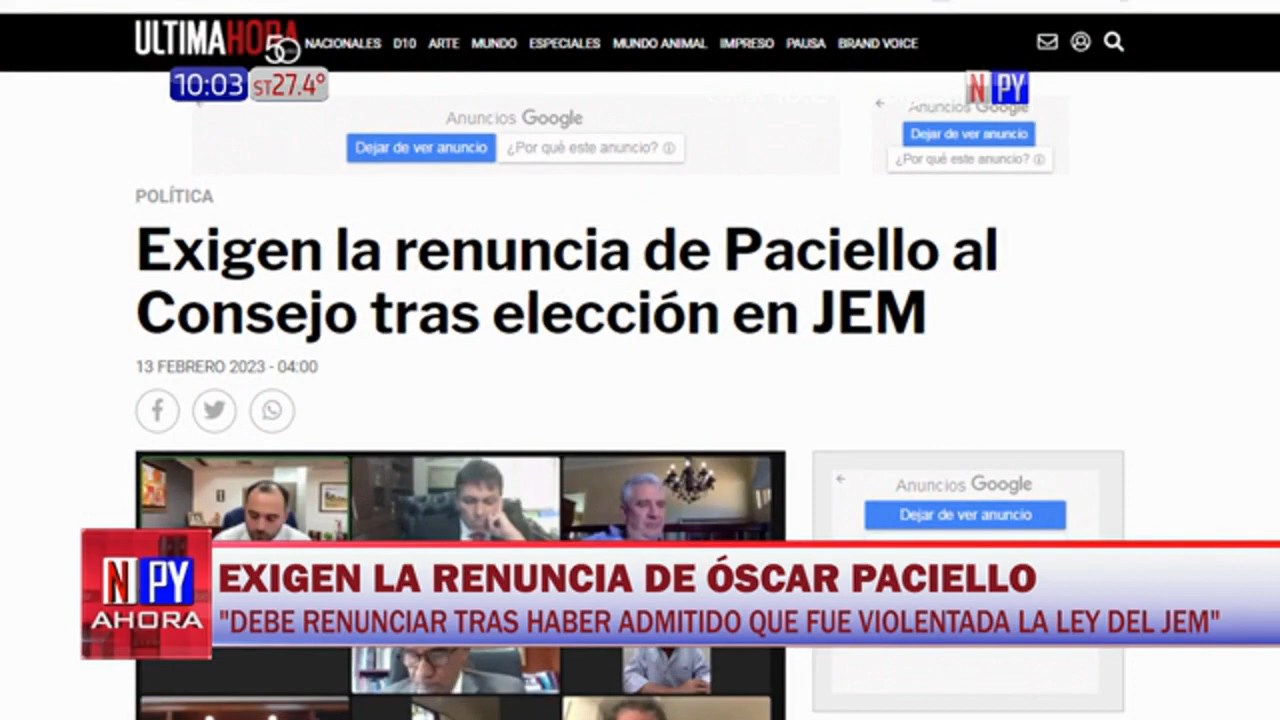 ULTIMAHORA
50
NACIONALES D10 ARTE MUNDO ESPECIALES MUNDO ANIMAL IMPRESO PAUSA BRAND VOICE
10:03 ST27.4°
NPY
Anuncios Google
Dejar de ver anuncio ¿Por qué este anuncio?
Anuncios Google
Dejar de ver anuncio
¿Por qué este anuncio?
POLÍTICA
Exigen la renuncia de Paciello al
Consejo tras elección en JEM
13 FEBRERO 2023 - 04:00
Anuncios Google
Dejar de ver anuncio
NPY
AHORA
EXIGEN LA RENUNCIA DE ÓSCAR PACIELLO
"DEBE RENUNCIAR TRAS HABER ADMITIDO QUE FUE VIOLENTADA LA LEY DEL JEM"